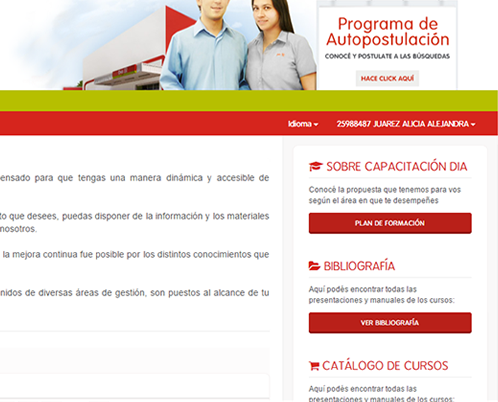 Programa de
Autopostulación
CONOCÉ Y POSTULATE A LAS BÚSQUEDAS
HACE CLICK AQUÍ
Idioma
25988487 JUAREZ ALICIA ALEJANDRA
ensado para que tengas una manera dinámica y accesible de
to que desees, puedas disponer de la información y los materiales
nosotros.
la mejora continua fue posible por los distintos conocimientos que
nidos de diversas áreas de gestión, son puestos al alcance de tu
SOBRE CAPACITACIÓN DIA
Conocé la propuesta que tenemos para vos
según el área en que te desempeñes
PLAN DE FORMACIÓN
BIBLIOGRAFÍA
Aquí podés encontrar todas las
presentaciones y manuales de los cursos:
VER BIBLIOGRAFÍA
CATÁLOGO DE CURSOS
Aquí podés encontrar todas las
presentaciones y manuales de los cursos: